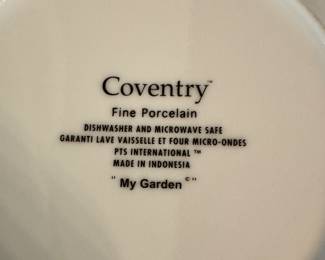 Coventry™
Fine Porcelain
DISHWASHER AND MICROWAVE SAFE
GARANTI LAVE VAISSELLE ET FOUR MICRO-ONDES
PTS INTERNATIONAL ™
MADE IN INDONESIA
"My Garden ©"